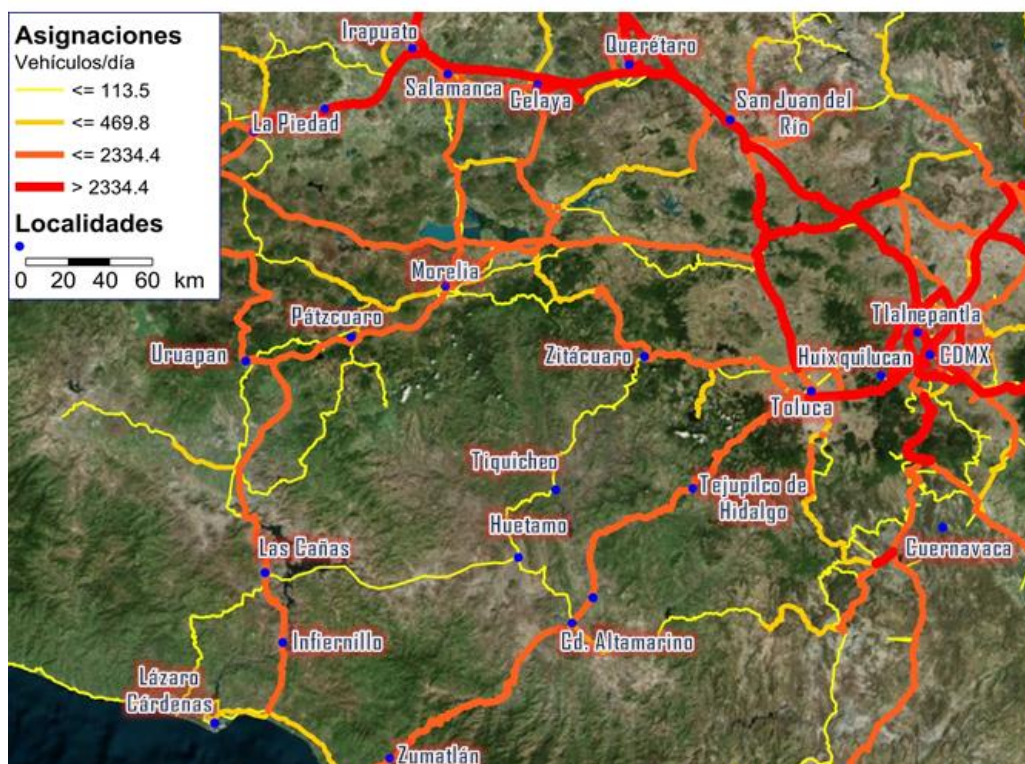 Asignaciones
Vehículos/día
<= 113.5
<= 469.8
<= 2334.4
> 2334.4
Localidades
0 20 40 60 km
Irapuato
Querétaro
Salamanca
Celaya
La Piedad
San Juan del
Río
Morelia
Pátzcuaro
Uruapan
Zitácuaro
Tlalnepantla
Huixquilucan
CDMX
Toluca
Tiquicheo
Tejupilco de
Hidalgo
Huetamo
Cuernavaca
Las Cañas
Infiernillo
Cd. Altamarino
Lázaro
Cárdenas
Zumatlán